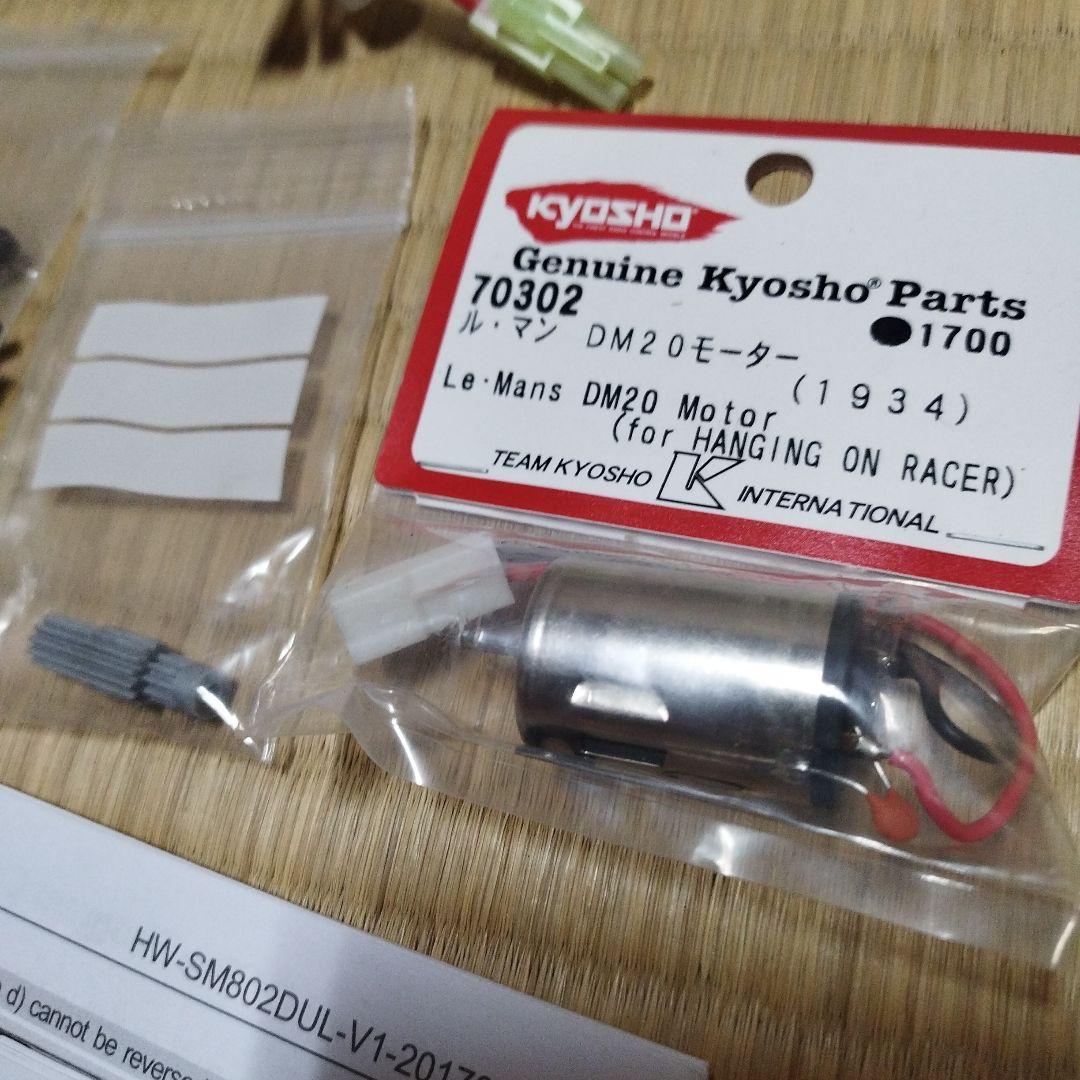 KYOSHO
Genuine Kyosho® Parts
70302
●1700
ル・マン DM20モーター
(1934)
Le・Mans DM20 Motor
(for HANGING ON RACER)
TEAM KYOSHO K INTERNATIONAL
HW-SM802DUL-V1-2017
d) cannot be reverse